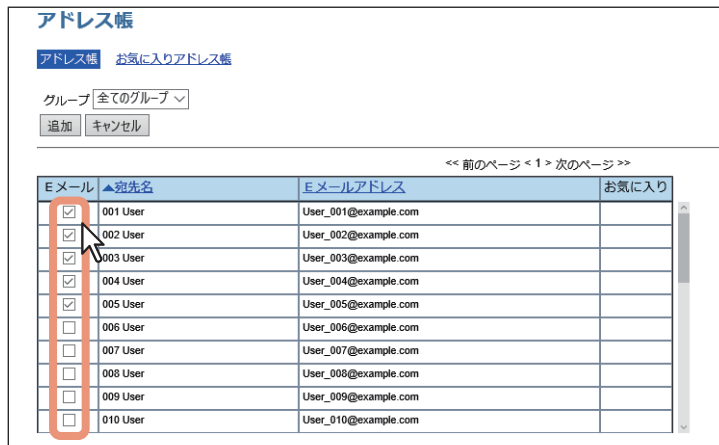 アドレス帳
アドレス帳 お気に入りアドレス帳
グループ 全てのグループ
追加 キャンセル
<< 前のページ < 1 > 次のページ >>
Eメール ▲宛先名 Eメールアドレス お気に入り
001 User User_001@example.com
002 User User_002@example.com
003 User User_003@example.com
004 User User_004@example.com
005 User User_005@example.com
006 User User_006@example.com
007 User User_007@example.com
008 User User_008@example.com
009 User User_009@example.com
010 User User_010@example.com